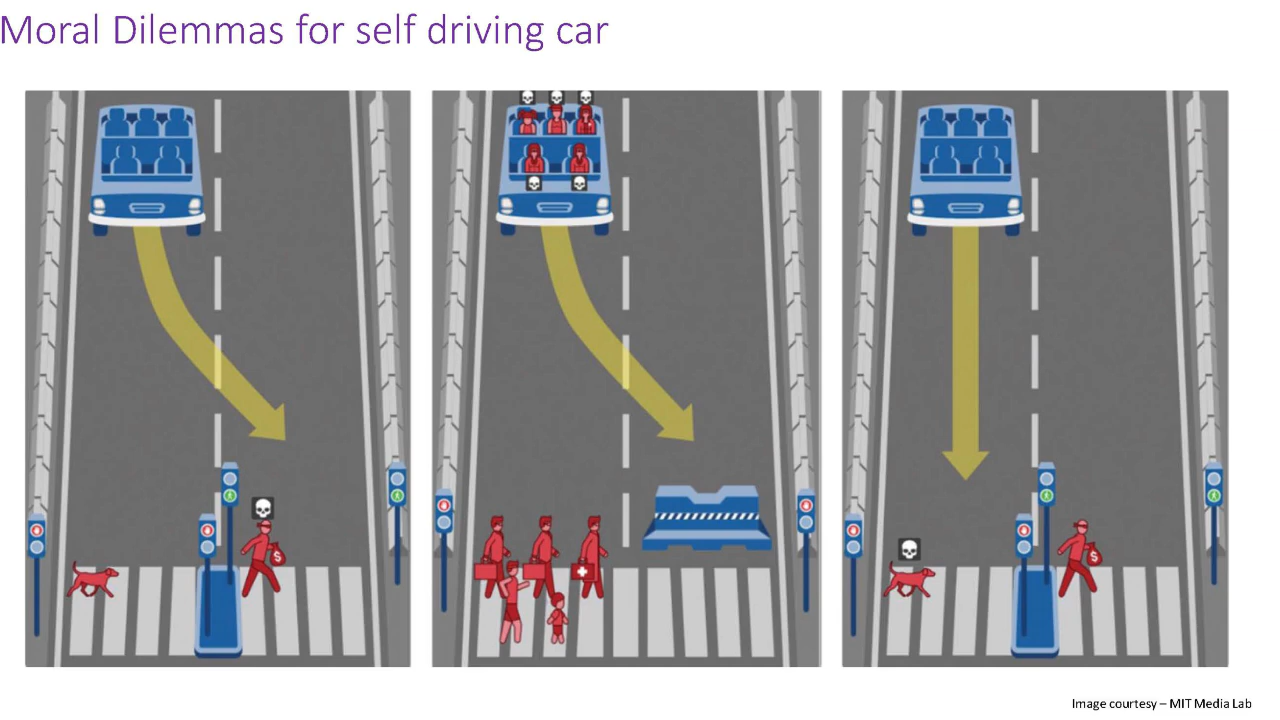 Moral Dilemmas for self driving car
$
$
Image courtesy – MIT Media Lab